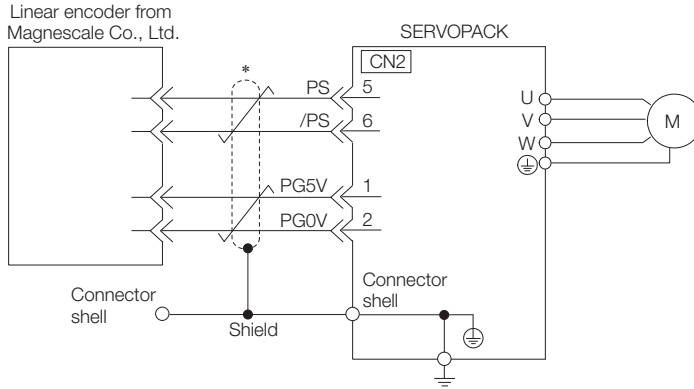 Linear encoder from
Magnescale Co., Ltd.
SERVOPACK
*
CN2
PS 5
/PS 6
PG5V 1
PG0V 2
U
V
W
M
Connector
shell
Shield
Connector
shell